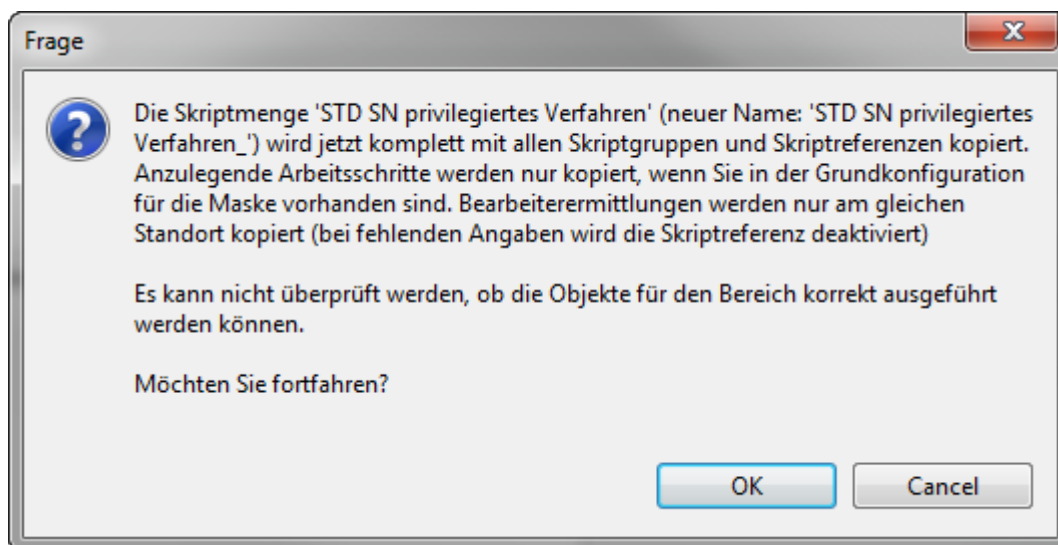 Frage
Die Skriptmenge 'STD SN privilegiertes Verfahren' (neuer Name: 'STD SN privilegiertes
Verfahren_') wird jetzt komplett mit allen Skriptgruppen und Skriptreferenzen kopiert.
Anzulegende Arbeitsschritte werden nur kopiert, wenn Sie in der Grundkonfiguration
für die Maske vorhanden sind. Bearbeiterermittlungen werden nur am gleichen
Standort kopiert (bei fehlenden Angaben wird die Skriptreferenz deaktiviert)
Es kann nicht überprüft werden, ob die Objekte für den Bereich korrekt ausgeführt
werden können.
Möchten Sie fortfahren?
OK
Cancel